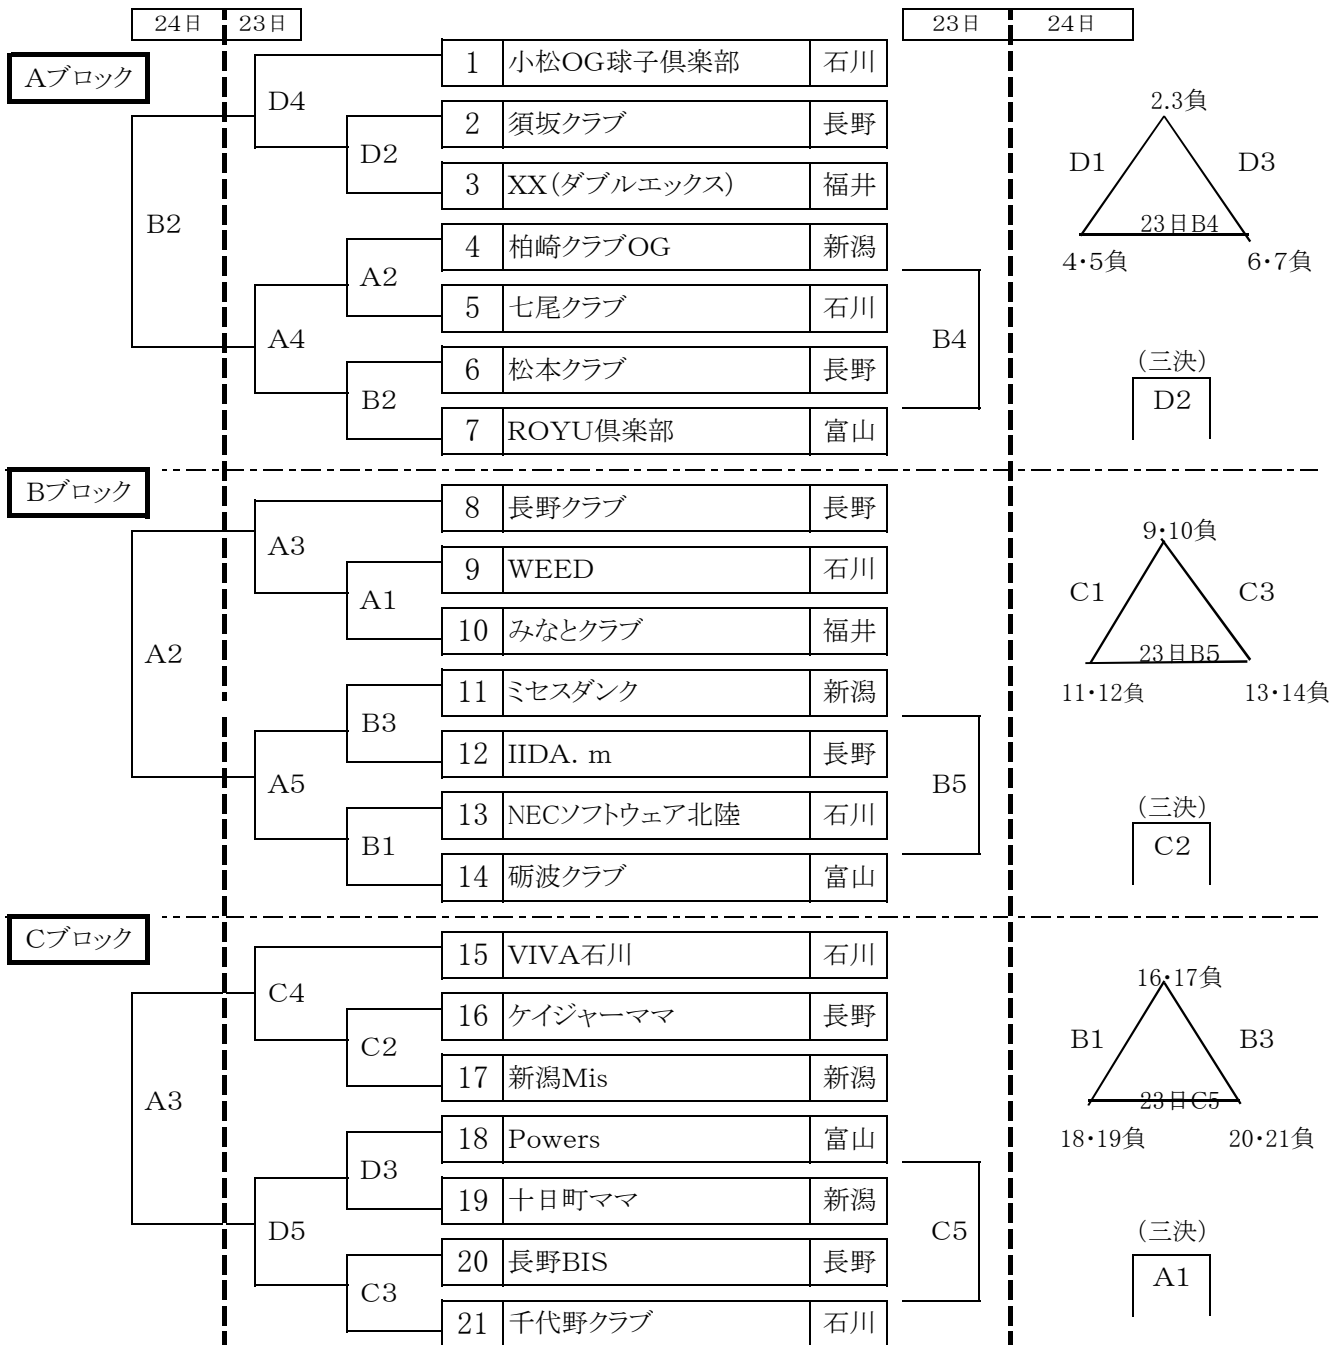 24日 23日 23日 24日
Aブロック
1 小松OG球子倶楽部 石川
D4
2 須坂クラブ 長野
2.3負
D2
D1 D3
3 XX(ダブルエックス) 福井
B2
23日B4
4 柏崎クラブOG 新潟
4・5負 6・7負
A2
5 七尾クラブ 石川
A4
B4
6 松本クラブ 長野
(三決)
B2
D2
7 ROYU倶楽部 富山
Bブロック
8 長野クラブ 長野
9・10負
A3
9 WEED 石川
C1 C3
A1
10 みなとクラブ 福井
A2
23日B5
11 ミセスダンク 新潟
11・12負 13・14負
B3
12 IIDA. m 長野
A5
B5
13 NECソフトウェア北陸 石川
(三決)
B1
C2
14 砺波クラブ 富山
Cブロック
15 VIVA石川 石川
16・17負
C4
16 ケイジャーママ 長野
C2
B1 B3
17 新潟Mis 新潟
A3
23日C5
18 Powers 富山
18・19負 20・21負
D3
19 十日町ママ 新潟
D5
C5
(三決)
20 長野BIS 長野
C3
A1
21 千代野クラブ 石川